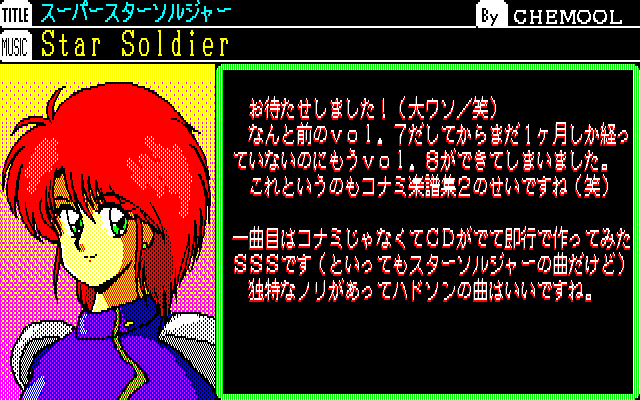 TITLE スーパースターソルジャー By CHEMOOL
MUSIC Star Soldier
お待たせしました！（大ウソ／笑）
なんと前のｖｏｌ．７だしてからまだ１ヶ月しか経っ
ていないのにもうｖｏｌ．８ができてしまいました。
これというのもコナミ楽譜集２のせいですね（笑）
一曲目はコナミじゃなくてＣＤがでて即行で作ってみた
ＳＳＳです（といってもスターソルジャーの曲だけど）
独特なノリがあってハドソンの曲はいいですね。